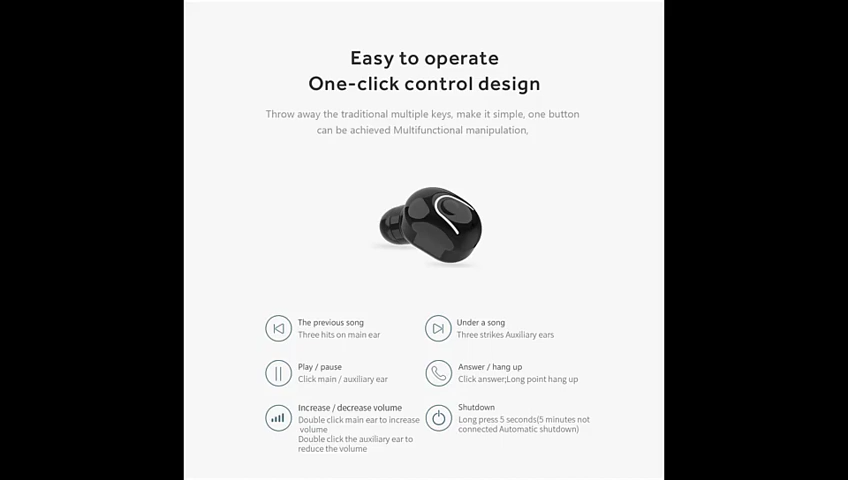 Easy to operate
One-click control design
Throw away the traditional multiple keys, make it simple, one button
can be achieved Multifunctional manipulation,
The previous song
Three hits on main ear
Under a song
Three strikes Auxiliary ears
Play / pause
Click main / auxiliary ear
Answer / hang up
Click answer;Long point hang up
Increase / decrease volume
Double click main ear to increase
volume
Double click the auxiliary ear to
reduce the volume
Shutdown
Long press 5 seconds(5 minutes not
connected Automatic shutdown)